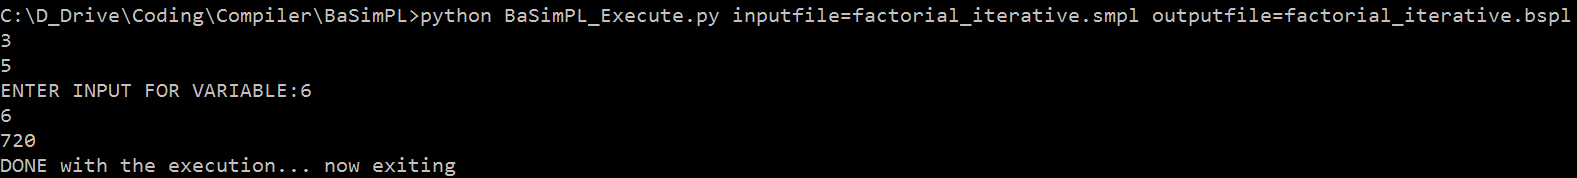 C:\D_Drive\Coding\Compiler\BaSimPL>python BaSimPL_Execute.py inputfile=factorial_iterative.smpl outputfile=factorial_iterative.bspl
3
5
ENTER INPUT FOR VARIABLE:6
6
720
DONE with the execution... now exiting